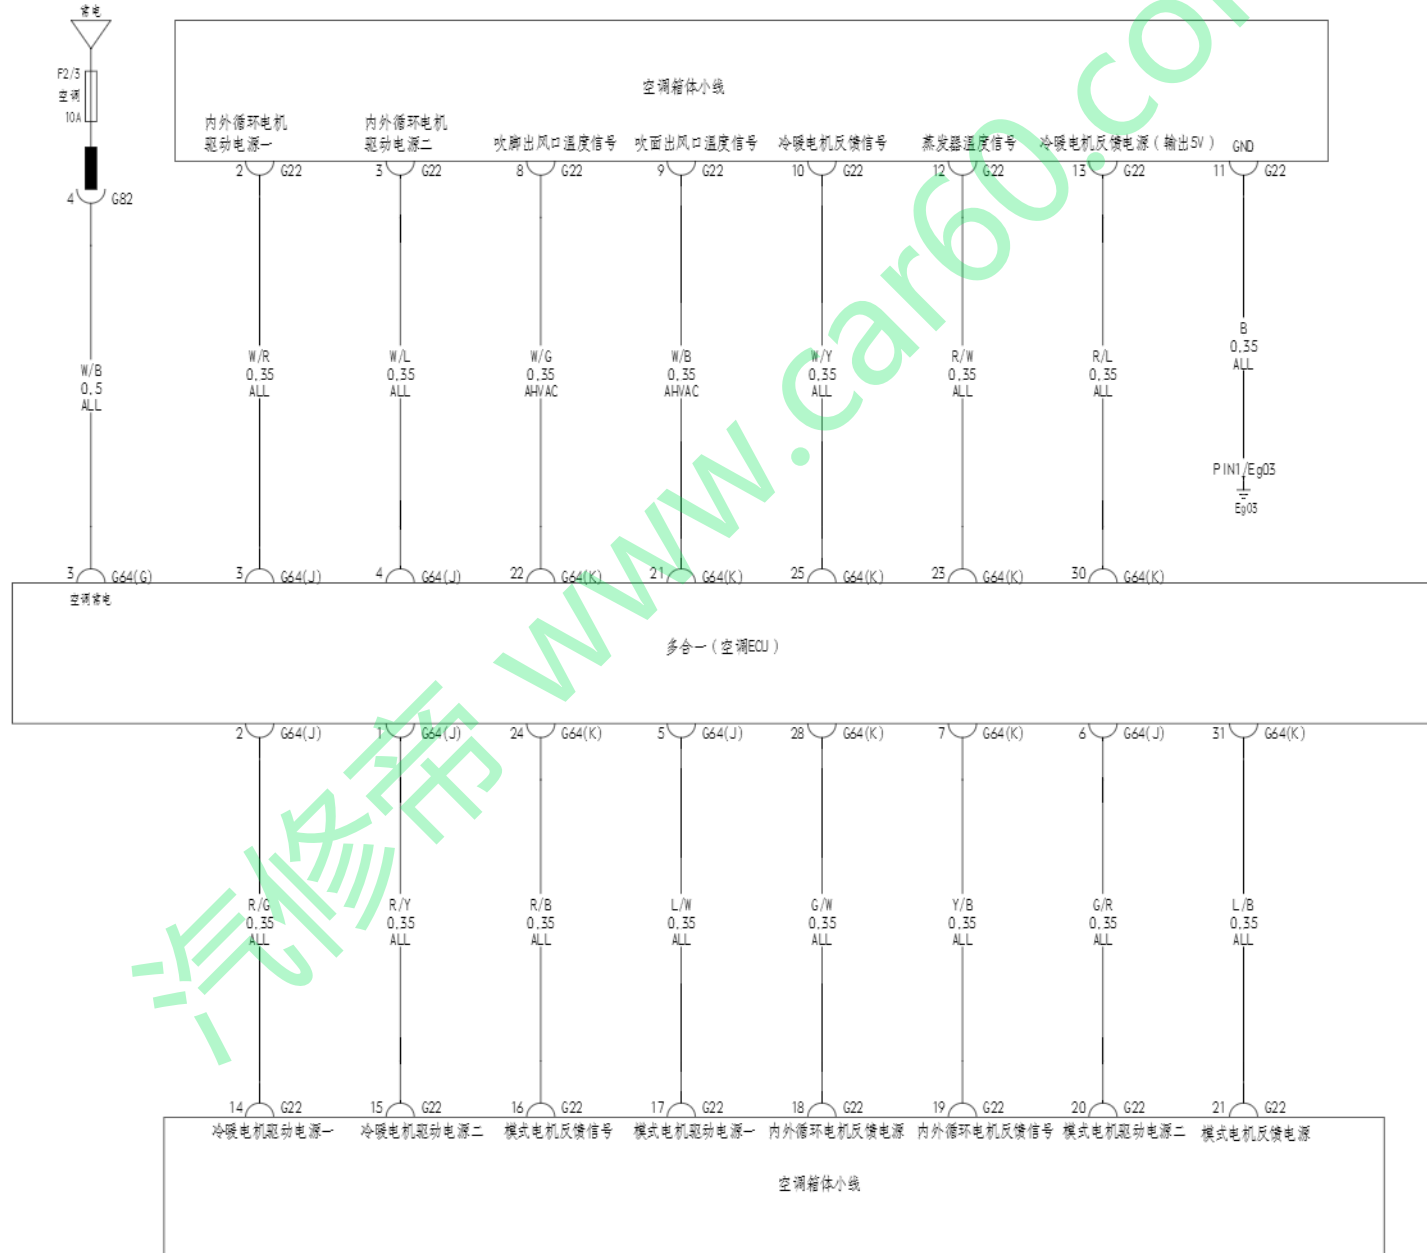 常电
F2/3
空调
10A
4 G82
W/B
0.5
ALL
空调箱体小线
内外循环电机
驱动电源一
内外循环电机
驱动电源二
吹脚出风口温度信号
吹面出风口温度信号
冷暖电机反馈信号
蒸发器温度信号
冷暖电机反馈电源(输出5V)
GND
2 G22 3 G22 8 G22 9 G22 10 G22 12 G22 13 G22 11 G22
W/R W/L W/G W/B W/Y R/W R/L B
0.35 0.35 0.35 0.35 0.35 0.35 0.35 0.35
ALL ALL AHVAC AHVAC ALL ALL ALL ALL
PIN1/Eg03
Eg03
3 G64(G) 3 G64(J) 4 G64(J) 22 G64(K) 21 G64(K) 25 G64(K) 23 G64(K) 30 G64(K)
空调常电
多合一(空调ECU)
2 G64(J) 1 G64(J) 24 G64(K) 5 G64(J) 28 G64(K) 7 G64(K) 6 G64(J) 31 G64(K)
R/G R/Y R/B L/W G/W Y/B G/R L/B
0.35 0.35 0.35 0.35 0.35 0.35 0.35 0.35
ALL ALL ALL ALL ALL ALL ALL ALL
14 G22 15 G22 16 G22 17 G22 18 G22 19 G22 20 G22 21 G22
冷暖电机驱动电源一 冷暖电机驱动电源二 模式电机反馈信号 模式电机驱动电源一 内外循环电机反馈电源 内外循环电机反馈信号 模式电机驱动电源二 模式电机反馈电源
空调箱体小线
汽修帝 www.car60.co